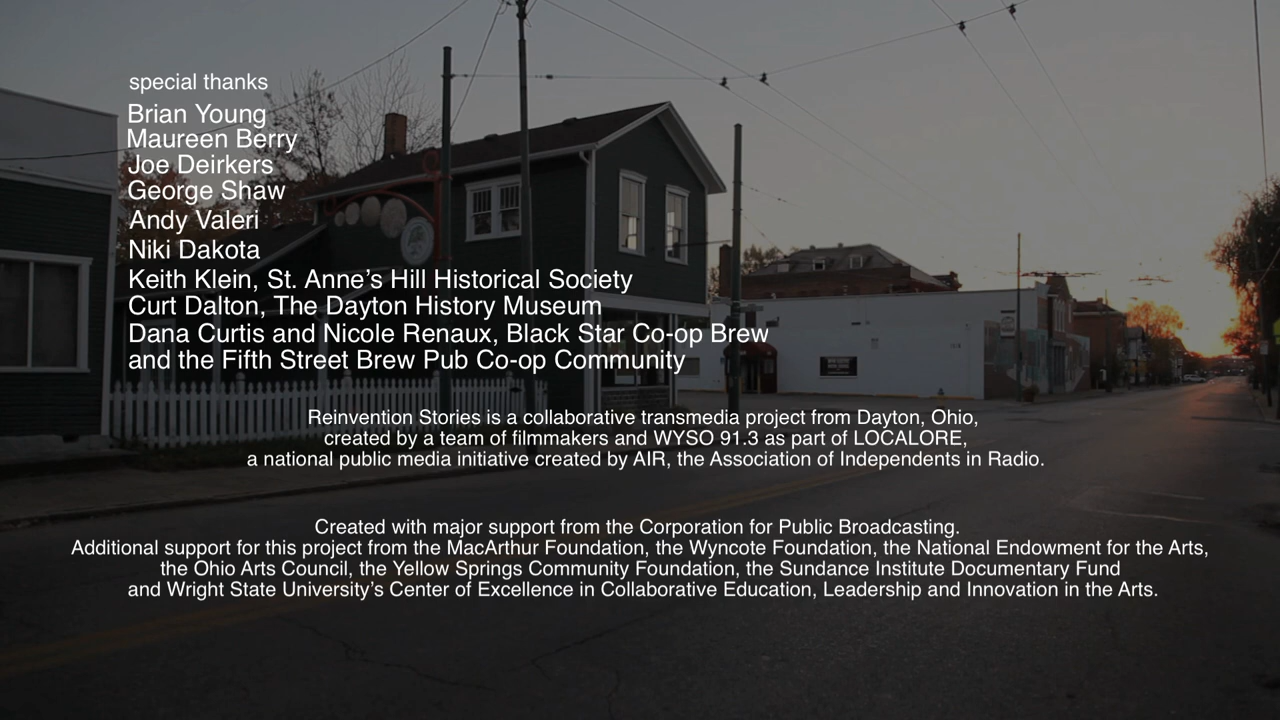 special thanks
Brian Young
Maureen Berry
Joe Deirkers
George Shaw
Andy Valeri
Niki Dakota
Keith Klein, St. Anne's Hill Historical Society
Curt Dalton, The Dayton History Museum
Dana Curtis and Nicole Renaux, Black Star Co-op Brew
and the Fifth Street Brew Pub Co-op Community
Reinvention Stories is a collaborative transmedia project from Dayton, Ohio,
created by a team of filmmakers and WYSO 91.3 as part of LOCALORE,
a national public media initiative created by AIR, the Association of Independents in Radio.
Created with major support from the Corporation for Public Broadcasting.
Additional support for this project from the MacArthur Foundation, the Wyncote Foundation, the National Endowment for the Arts,
the Ohio Arts Council, the Yellow Springs Community Foundation, the Sundance Institute Documentary Fund
and Wright State University's Center of Excellence in Collaborative Education, Leadership and Innovation in the Arts.